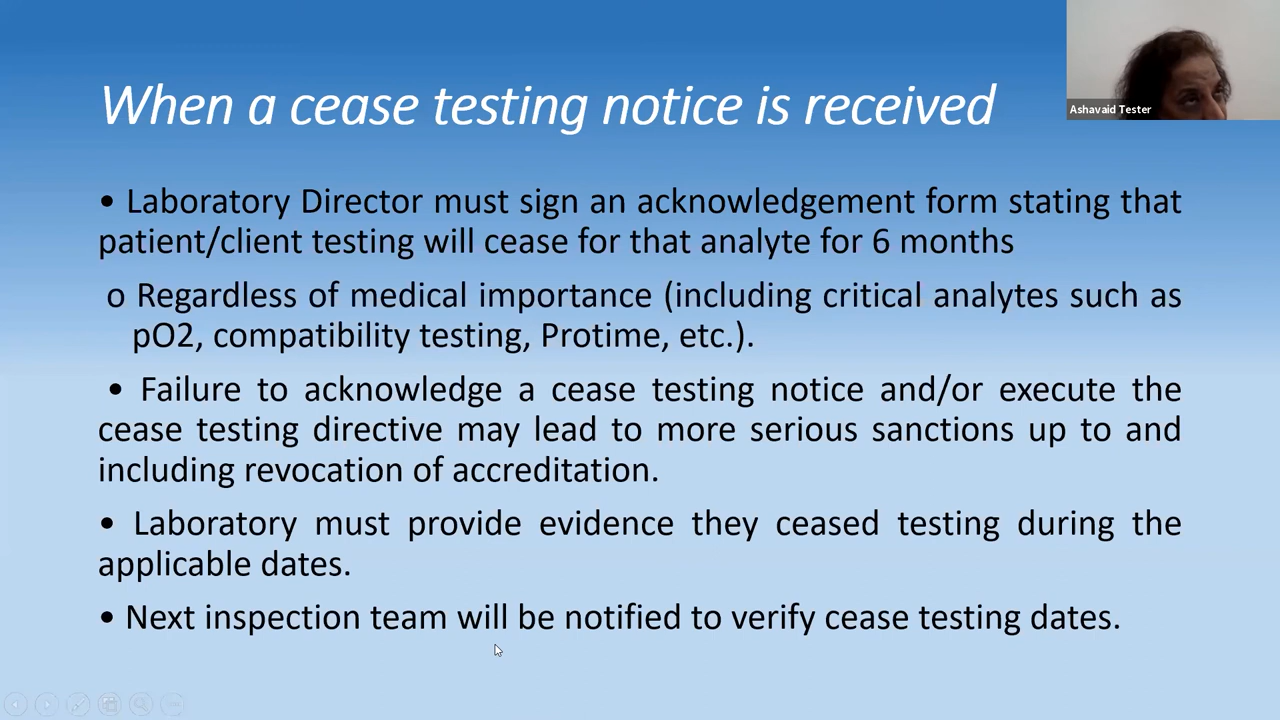 When a cease testing notice is received
Ashavaid Tester
• Laboratory Director must sign an acknowledgement form stating that
patient/client testing will cease for that analyte for 6 months
o Regardless of medical importance (including critical analytes such as
pO2, compatibility testing, Protime, etc.).
• Failure to acknowledge a cease testing notice and/or execute the
cease testing directive may lead to more serious sanctions up to and
including revocation of accreditation.
• Laboratory must provide evidence they ceased testing during the
applicable dates.
• Next inspection team will be notified to verify cease testing dates.